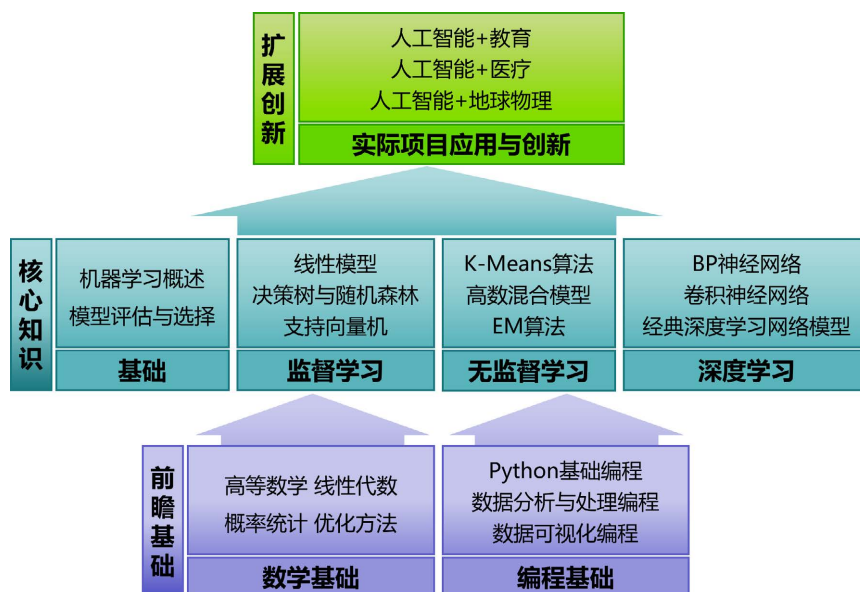 扩展创新
人工智能+教育
人工智能+医疗
人工智能+地球物理
实际项目应用与创新
核心知识
机器学习概述
模型评估与选择
基础
线性模型
决策树与随机森林
支持向量机
监督学习
K-Means算法
高数混合模型
EM算法
无监督学习
BP神经网络
卷积神经网络
经典深度学习网络模型
深度学习
前瞻基础
高等数学 线性代数
概率统计 优化方法
数学基础
Python基础编程
数据分析与处理编程
数据可视化编程
编程基础